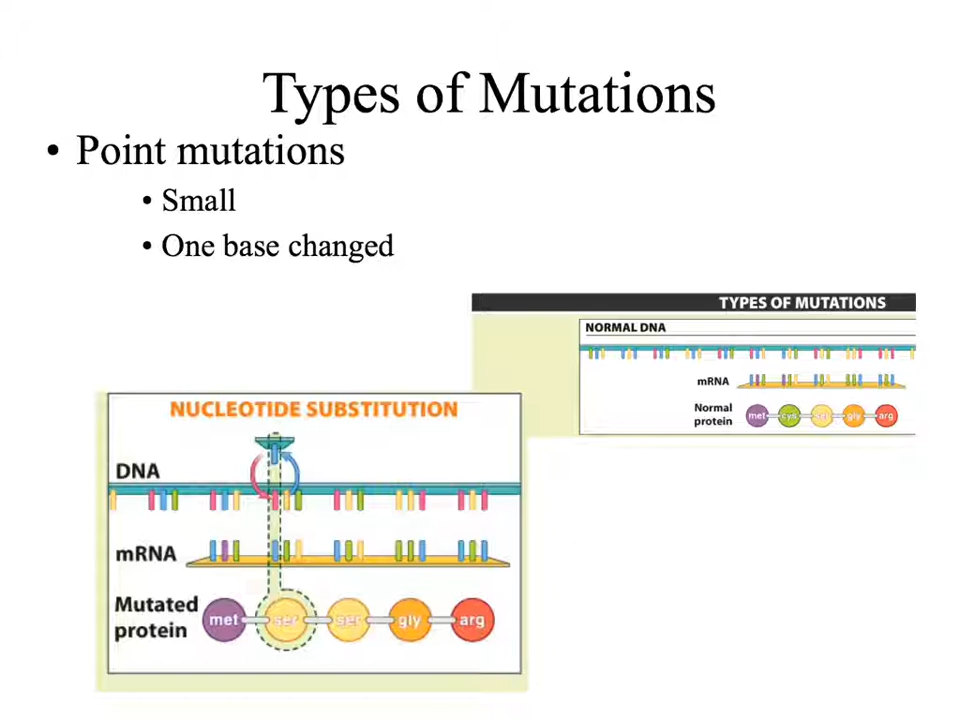 Types of Mutations
• Point mutations
• Small
• One base changed
TYPES OF MUTATIONS
NORMAL DNA
mRNA
Normal
protein
met cys ser gly arg
NUCLEOTIDE SUBSTITUTION
DNA
mRNA
Mutated
protein
met ser ser gly arg